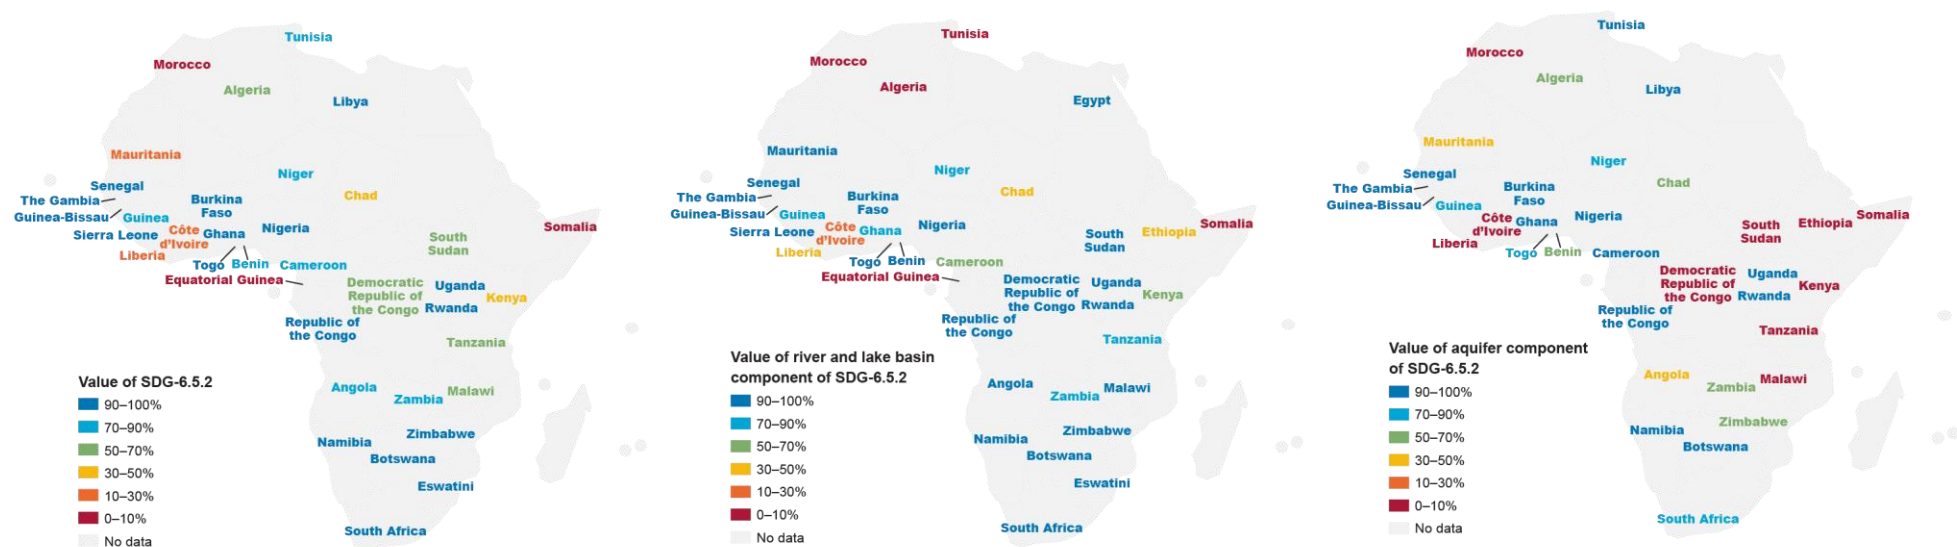 Tunisia
Morocco
Algeria
Libya
Mauritania
Niger
Senegal
Chad
The Gambia
Burkina
Faso
Guinea-Bissau
Guinea
Sierra Leone
Côte
d'Ivoire
Ghana
Nigeria
Somalia
South
Sudan
Liberia
Togo
Benin
Cameroon
Equatorial Guinea
Democratic
Republic of
the Congo
Uganda
Kenya
Rwanda
Republic of
the Congo
Tanzania
Angola
Zambia
Malawi
Namibia
Zimbabwe
Botswana
Eswatini
South Africa
Value of SDG-6.5.2
90–100%
70–90%
50–70%
30–50%
10–30%
0–10%
No data
Tunisia
Morocco
Algeria
Egypt
Mauritania
Niger
Senegal
Chad
The Gambia
Burkina
Faso
Guinea-Bissau
Guinea
Sierra Leone
Côte
d'Ivoire
Ghana
Nigeria
South
Sudan
Ethiopia
Somalia
Liberia
Togo
Benin
Cameroon
Equatorial Guinea
Democratic
Republic of
the Congo
Uganda
Kenya
Rwanda
Republic of
the Congo
Tanzania
Angola
Zambia
Malawi
Namibia
Zimbabwe
Botswana
Eswatini
South Africa
Value of river and lake basin
component of SDG-6.5.2
90–100%
70–90%
50–70%
30–50%
10–30%
0–10%
No data
Tunisia
Morocco
Algeria
Libya
Mauritania
Niger
Senegal
Chad
The Gambia
Burkina
Faso
Guinea-Bissau
Guinea
Côte
d'Ivoire
Ghana
Nigeria
South
Sudan
Ethiopia
Somalia
Liberia
Togo
Benin
Cameroon
Democratic
Republic of
the Congo
Uganda
Kenya
Rwanda
Republic of
the Congo
Tanzania
Angola
Zambia
Malawi
Zimbabwe
Namibia
Botswana
South Africa
Value of aquifer component
of SDG-6.5.2
90–100%
70–90%
50–70%
30–50%
10–30%
0–10%
No data